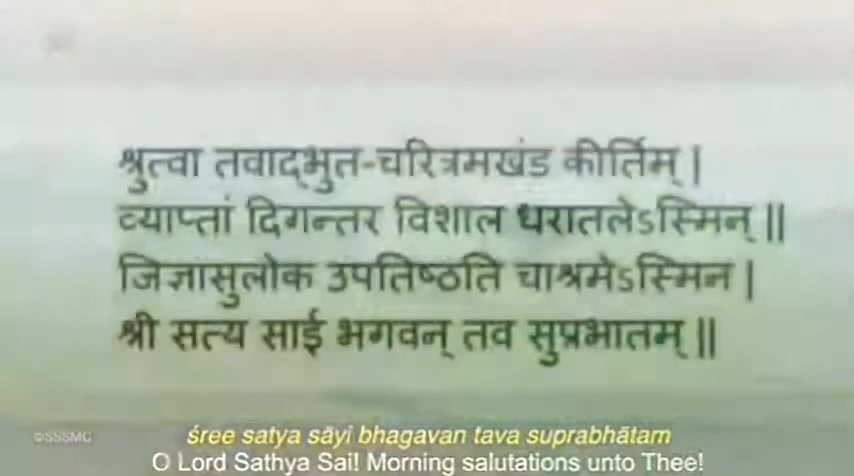 श्रुत्वा तवाद्भुत-चरित्रमखंड कीर्तिम् |
व्याप्तां दिगन्तर विशाल धरातलेऽस्मिन् ||
जिज्ञासुलोक उपतिष्ठति चाश्रमेऽस्मिन |
श्री सत्य साई भगवन् तव सुप्रभातम् ||
©SSSMC
śree satya sāyi bhagavan tava suprabhātam
O Lord Sathya Sai! Morning salutations unto Thee!